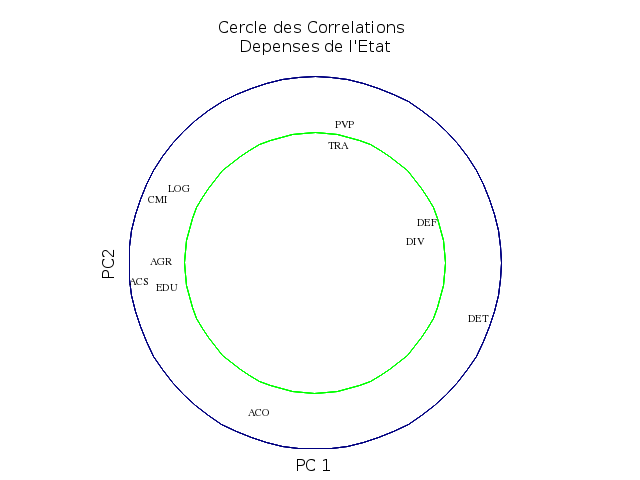 Cercle des Correlations
Depenses de l'Etat
PVP
TRA
LOG
CMI
DEF
DIV
AGR
PC2
ACS
EDU
DET
ACO
PC 1